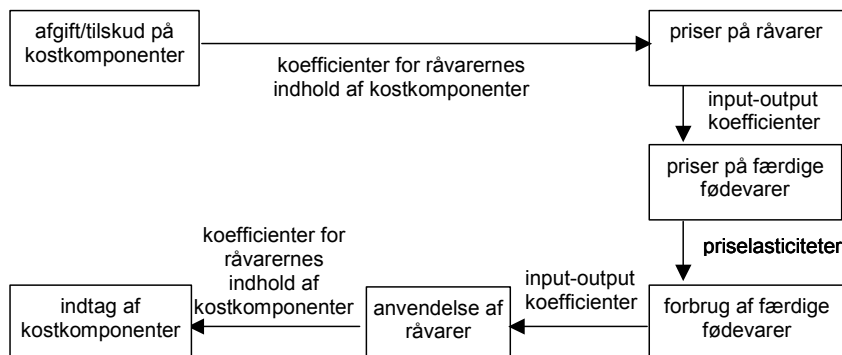 afgift/tilskud på
kostkomponenter
koefficienter for råvarernes
indhold af kostkomponenter
priser på råvarer
input-output
koefficienter
priser på færdige
fødevarer
priselasticiteter
forbrug af færdige
fødevarer
input-output
koefficienter
anvendelse af
råvarer
koefficienter for
råvarernes
indhold af
kostkomponenter
indtag af
kostkomponenter